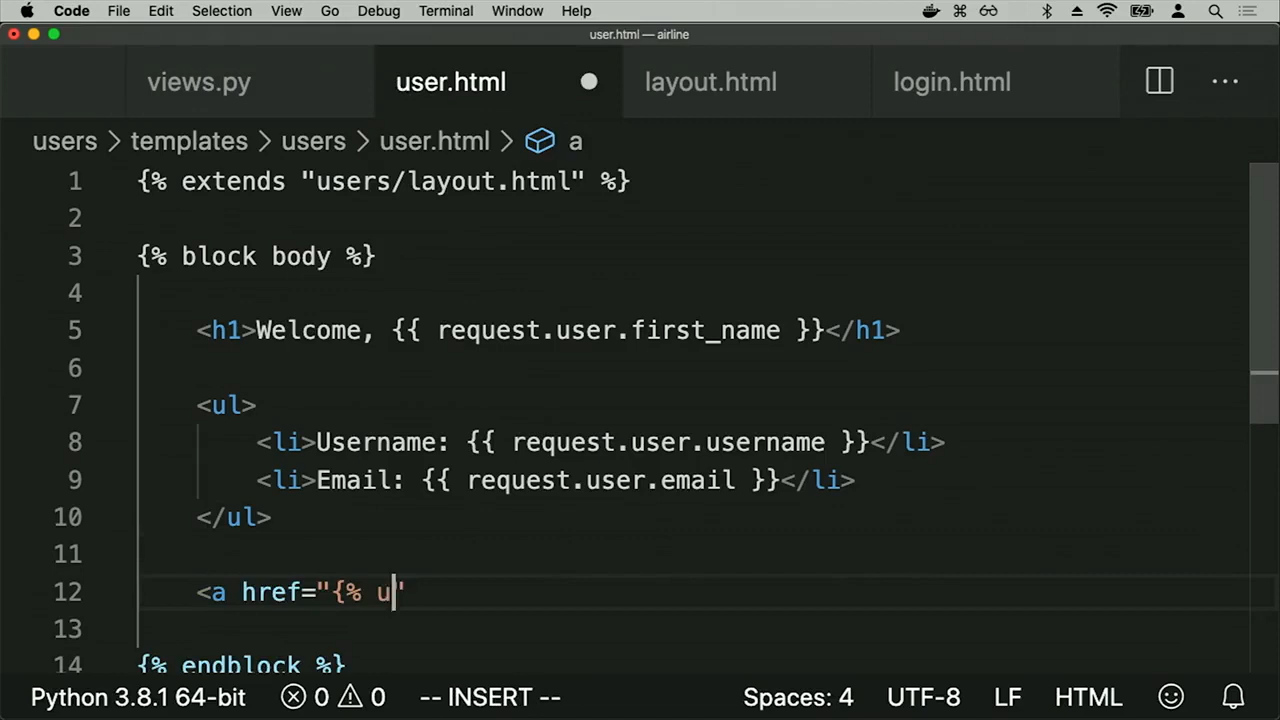 Code File Edit Selection View Go Debug Terminal Window Help
user.html — airline
views.py user.html layout.html login.html
users > templates > users > user.html > a
1 {% extends "users/layout.html" %}
2
3 {% block body %}
4
5 <h1>Welcome, {{ request.user.first_name }}</h1>
6
7 <ul>
8 <li>Username: {{ request.user.username }}</li>
9 <li>Email: {{ request.user.email }}</li>
10 </ul>
11
12 <a href="{% u"
13
14 {% endblock %}
Python 3.8.1 64-bit 0 0 -- INSERT -- Spaces: 4 UTF-8 LF HTML